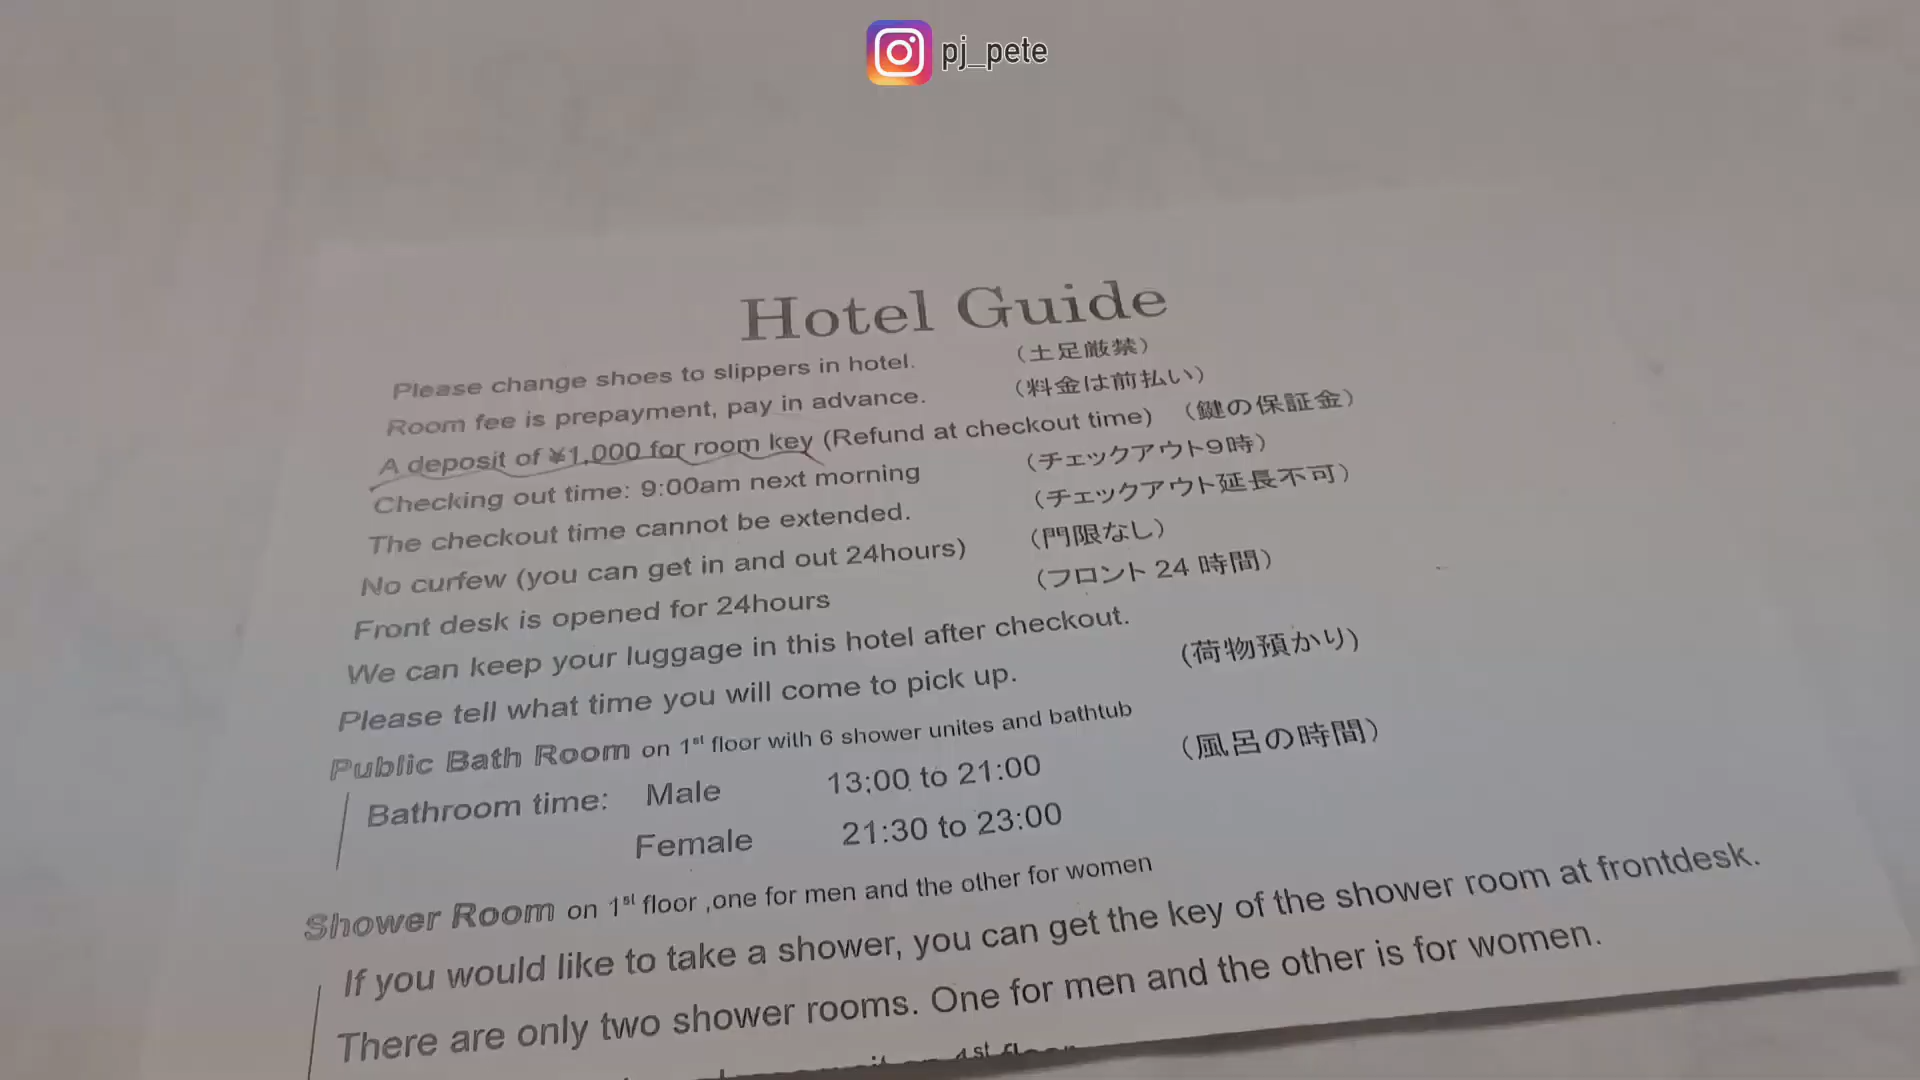 pj_pete
Hotel Guide
Please change shoes to slippers in hotel. （土足厳禁）
Room fee is prepayment, pay in advance. （料金は前払い）
A deposit of ¥1,000 for room key (Refund at checkout time) （鍵の保証金）
Checking out time: 9:00am next morning （チェックアウト9時）
The checkout time cannot be extended. （チェックアウト延長不可）
No curfew (you can get in and out 24hours) （門限なし）
Front desk is opened for 24hours （フロント 24 時間）
We can keep your luggage in this hotel after checkout.
Please tell what time you will come to pick up. (荷物預かり)
Public Bath Room on 1st floor with 6 shower unites and bathtub
Bathroom time: Male 13:00 to 21:00 （風呂の時間）
Female 21:30 to 23:00
Shower Room on 1st floor ,one for men and the other for women
If you would like to take a shower, you can get the key of the shower room at frontdesk.
There are only two shower rooms. One for men and the other is for women.